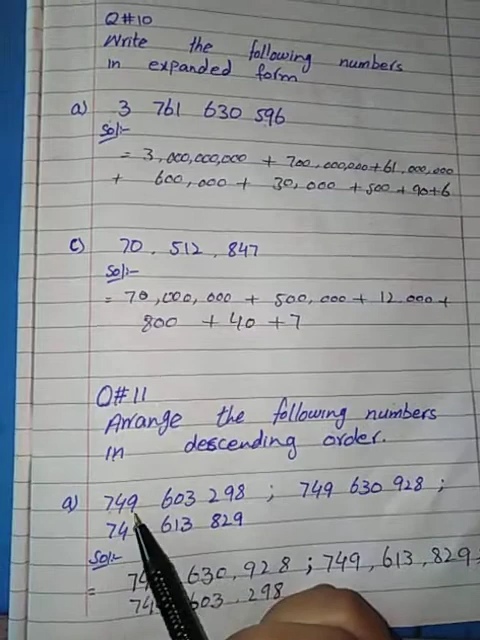 Q#10
Write the following numbers
in expanded form
a) 3 761 630 596
Sol:-
= 3,000,000,000 + 700,000,000 + 61,000,000
+ 600,000 + 30,000 + 500 + 90 + 6
c) 70, 512, 847
Sol:-
= 70,000,000 + 500,000 + 12,000 +
800 + 40 + 7
Q#11
Arrange the following numbers
in descending order.
a) 749 603 298 ; 749 630 928 ;
613 829
Sol:-
= 630, 928 ; 749, 613, 829;
603, 298